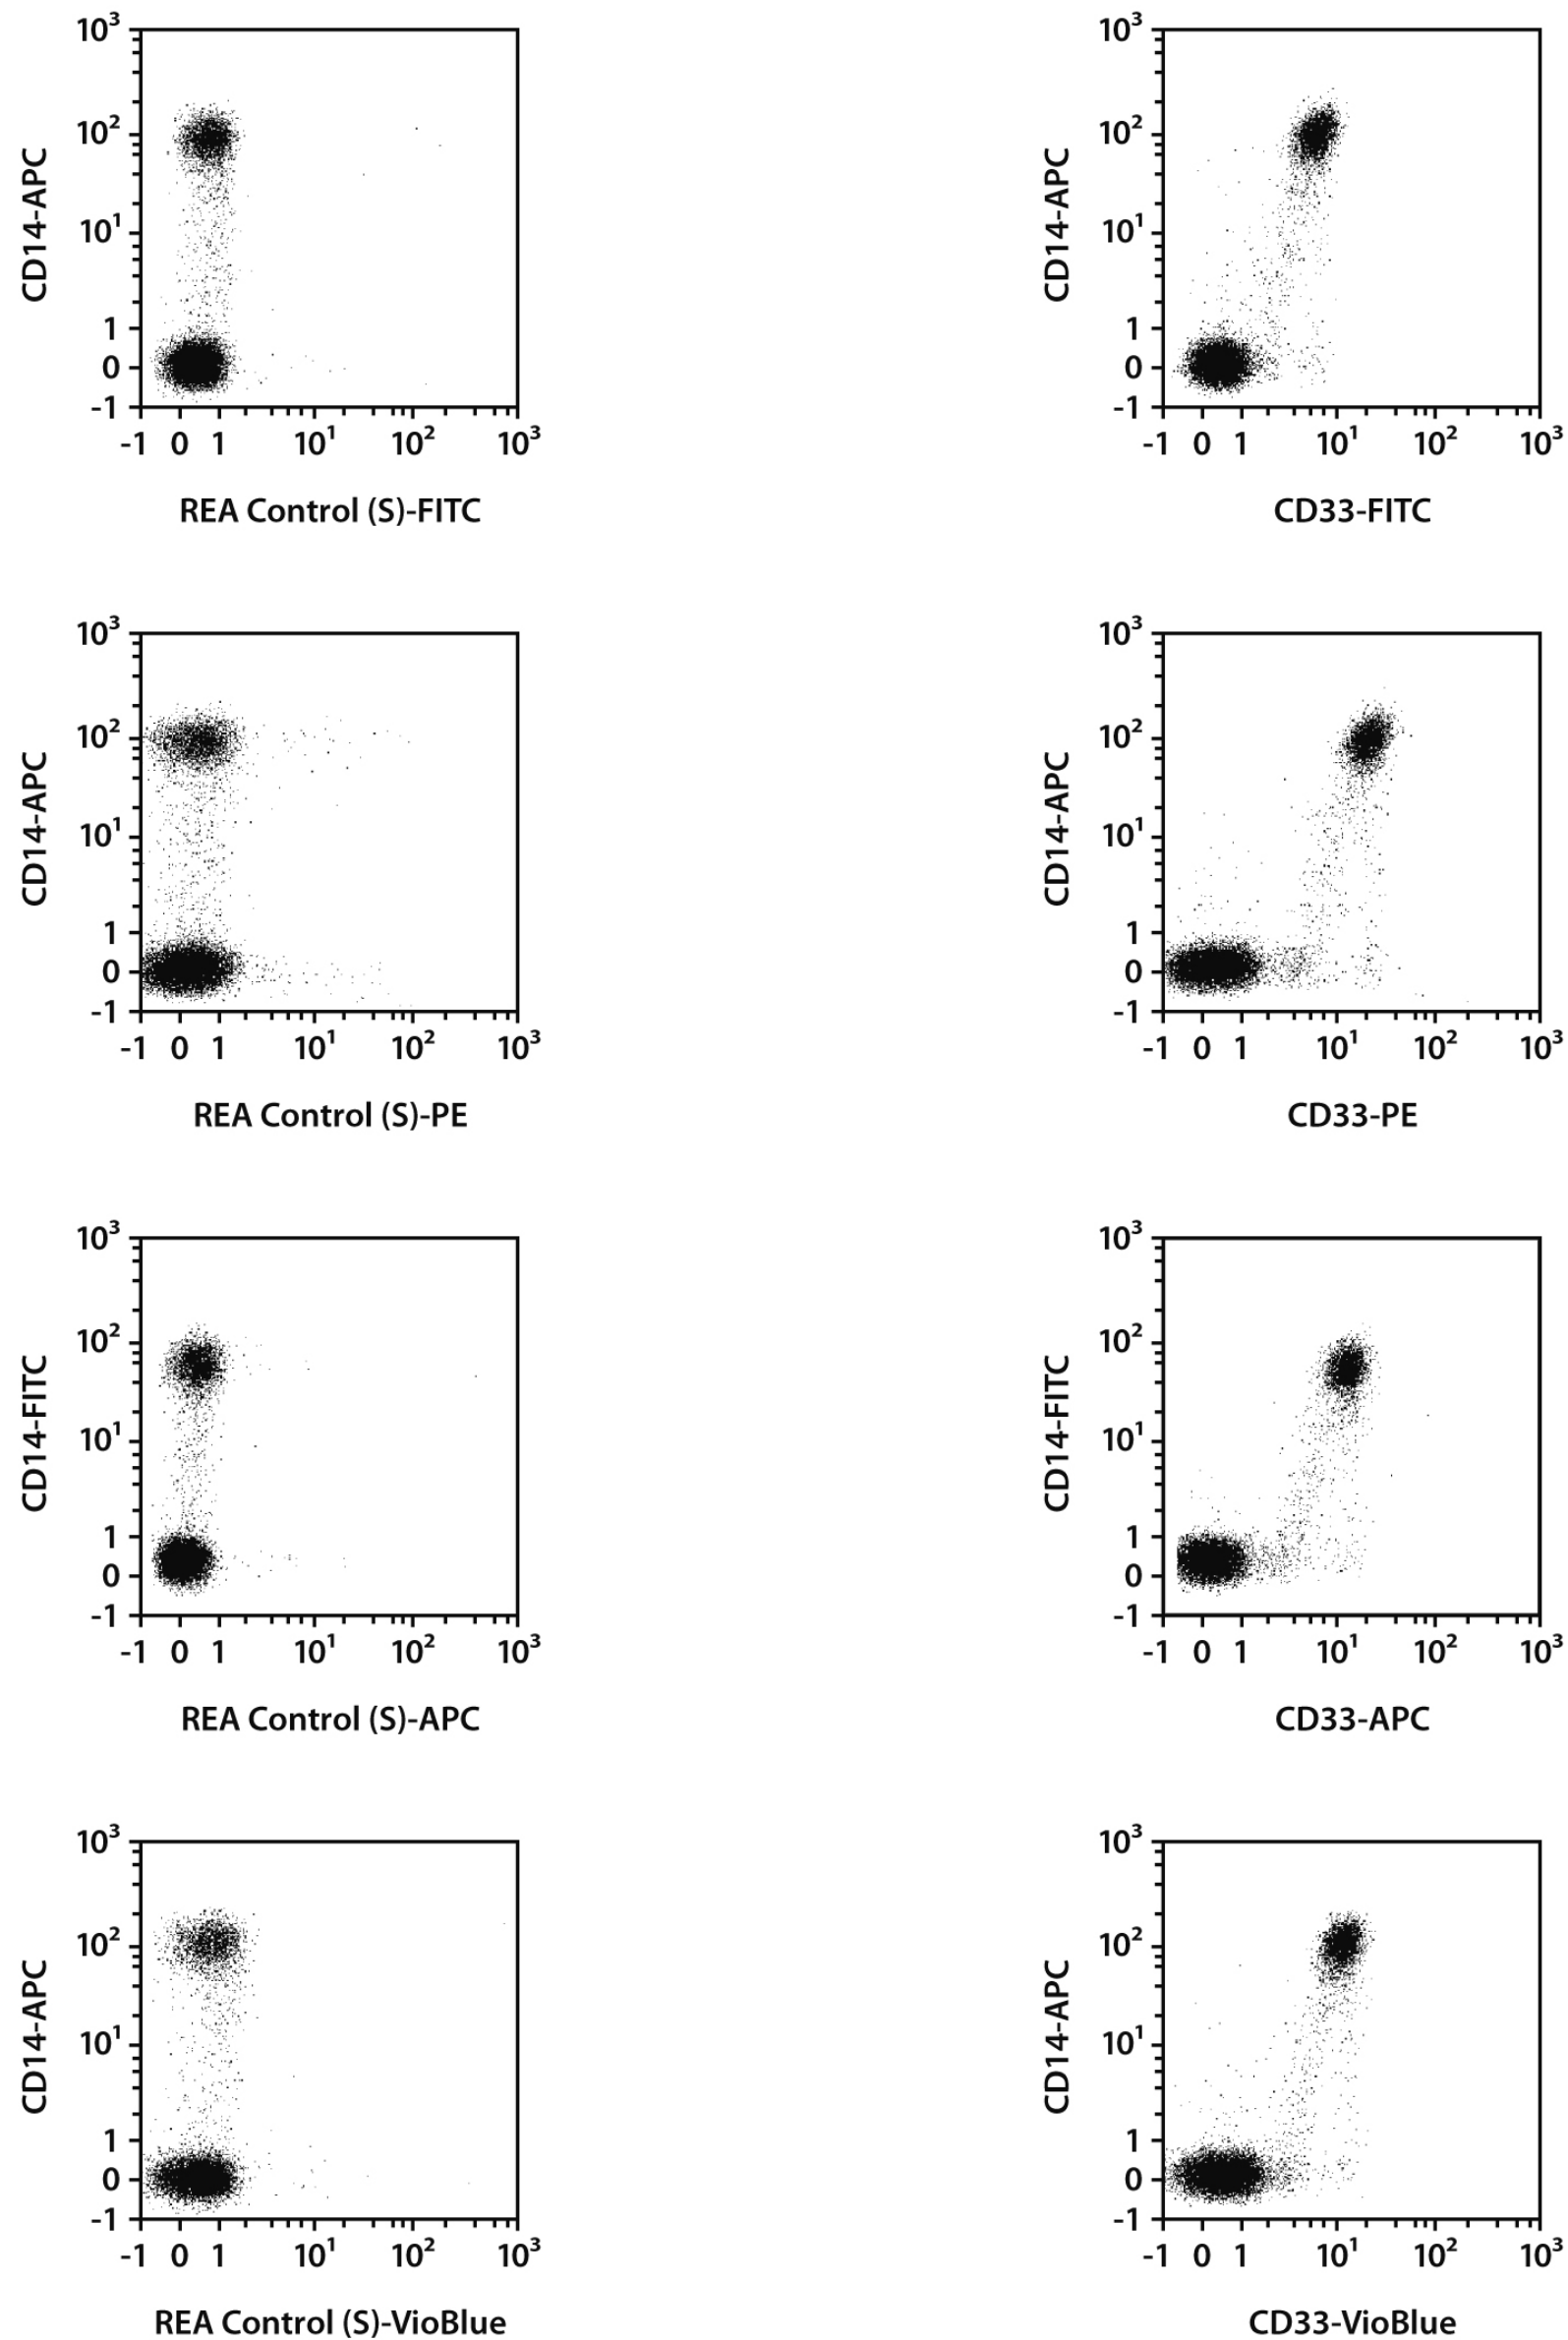 10³ 10³
10² 10²
CD14-APC CD14-APC
10¹ 10¹
1 1
0 0
-1 -1
-1 0 1 10¹ 10² 10³ -1 0 1 10¹ 10² 10³
REA Control (S)-FITC CD33-FITC
10³ 10³
10² 10²
CD14-APC CD14-APC
10¹ 10¹
1 1
0 0
-1 -1
-1 0 1 10¹ 10² 10³ -1 0 1 10¹ 10² 10³
REA Control (S)-PE CD33-PE
10³ 10³
10² 10²
CD14-FITC CD14-FITC
10¹ 10¹
1 1
0 0
-1 -1
-1 0 1 10¹ 10² 10³ -1 0 1 10¹ 10² 10³
REA Control (S)-APC CD33-APC
10³ 10³
10² 10²
CD14-APC CD14-APC
10¹ 10¹
1 1
0 0
-1 -1
-1 0 1 10¹ 10² 10³ -1 0 1 10¹ 10² 10³
REA Control (S)-VioBlue CD33-VioBlue